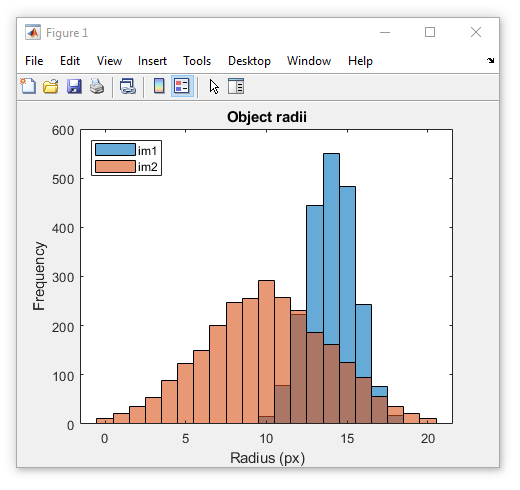 Figure 1
File Edit View Insert Tools Desktop Window Help
Object radii
im1
im2
600
500
400
300
200
100
0
Frequency
0 5 10 15 20
Radius (px)